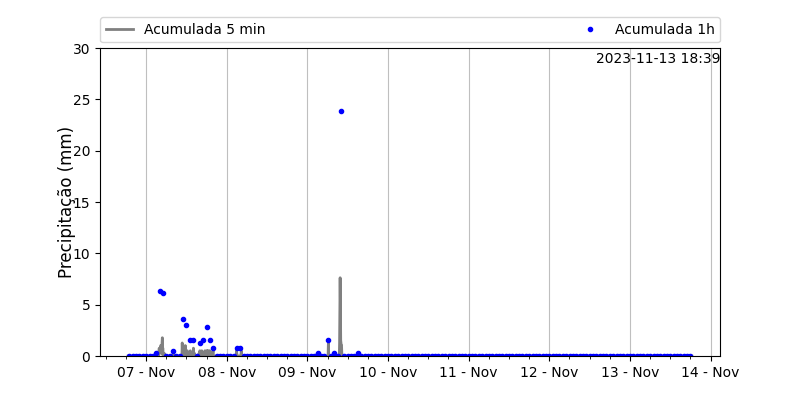 Acumulada 5 min
Acumulada 1h
2023-11-13 18:39
Precipitação (mm)
30
25
20
15
10
5
0
07 - Nov 08 - Nov 09 - Nov 10 - Nov 11 - Nov 12 - Nov 13 - Nov 14 - Nov